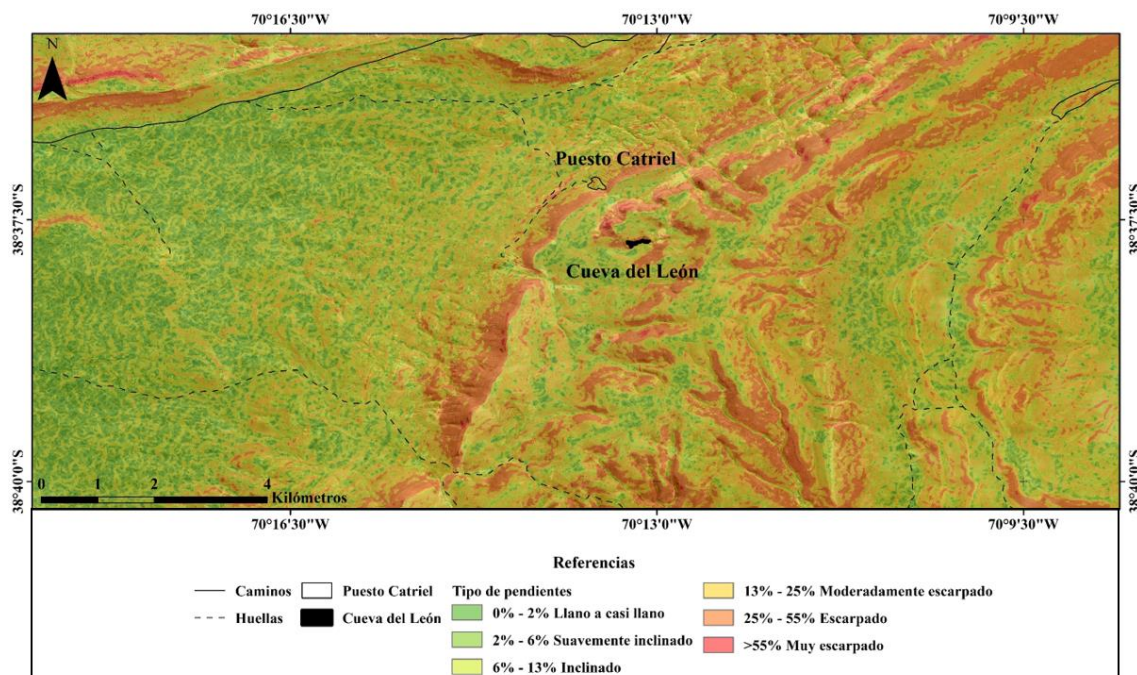 70°16'30"W 70°13'0"W 70°9'30"W
N
Puesto Catriel
38°37'30"S 38°37'30"S
Cueva del León
38°40'0"S 38°40'0"S
0 1 2 4
Kilómetros
70°16'30"W 70°13'0"W 70°9'30"W
Referencias
Caminos Puesto Catriel Tipo de pendientes 13% - 25% Moderadamente escarpado
Huellas Cueva del León 0% - 2% Llano a casi llano 25% - 55% Escarpado
2% - 6% Suavemente inclinado >55% Muy escarpado
6% - 13% Inclinado